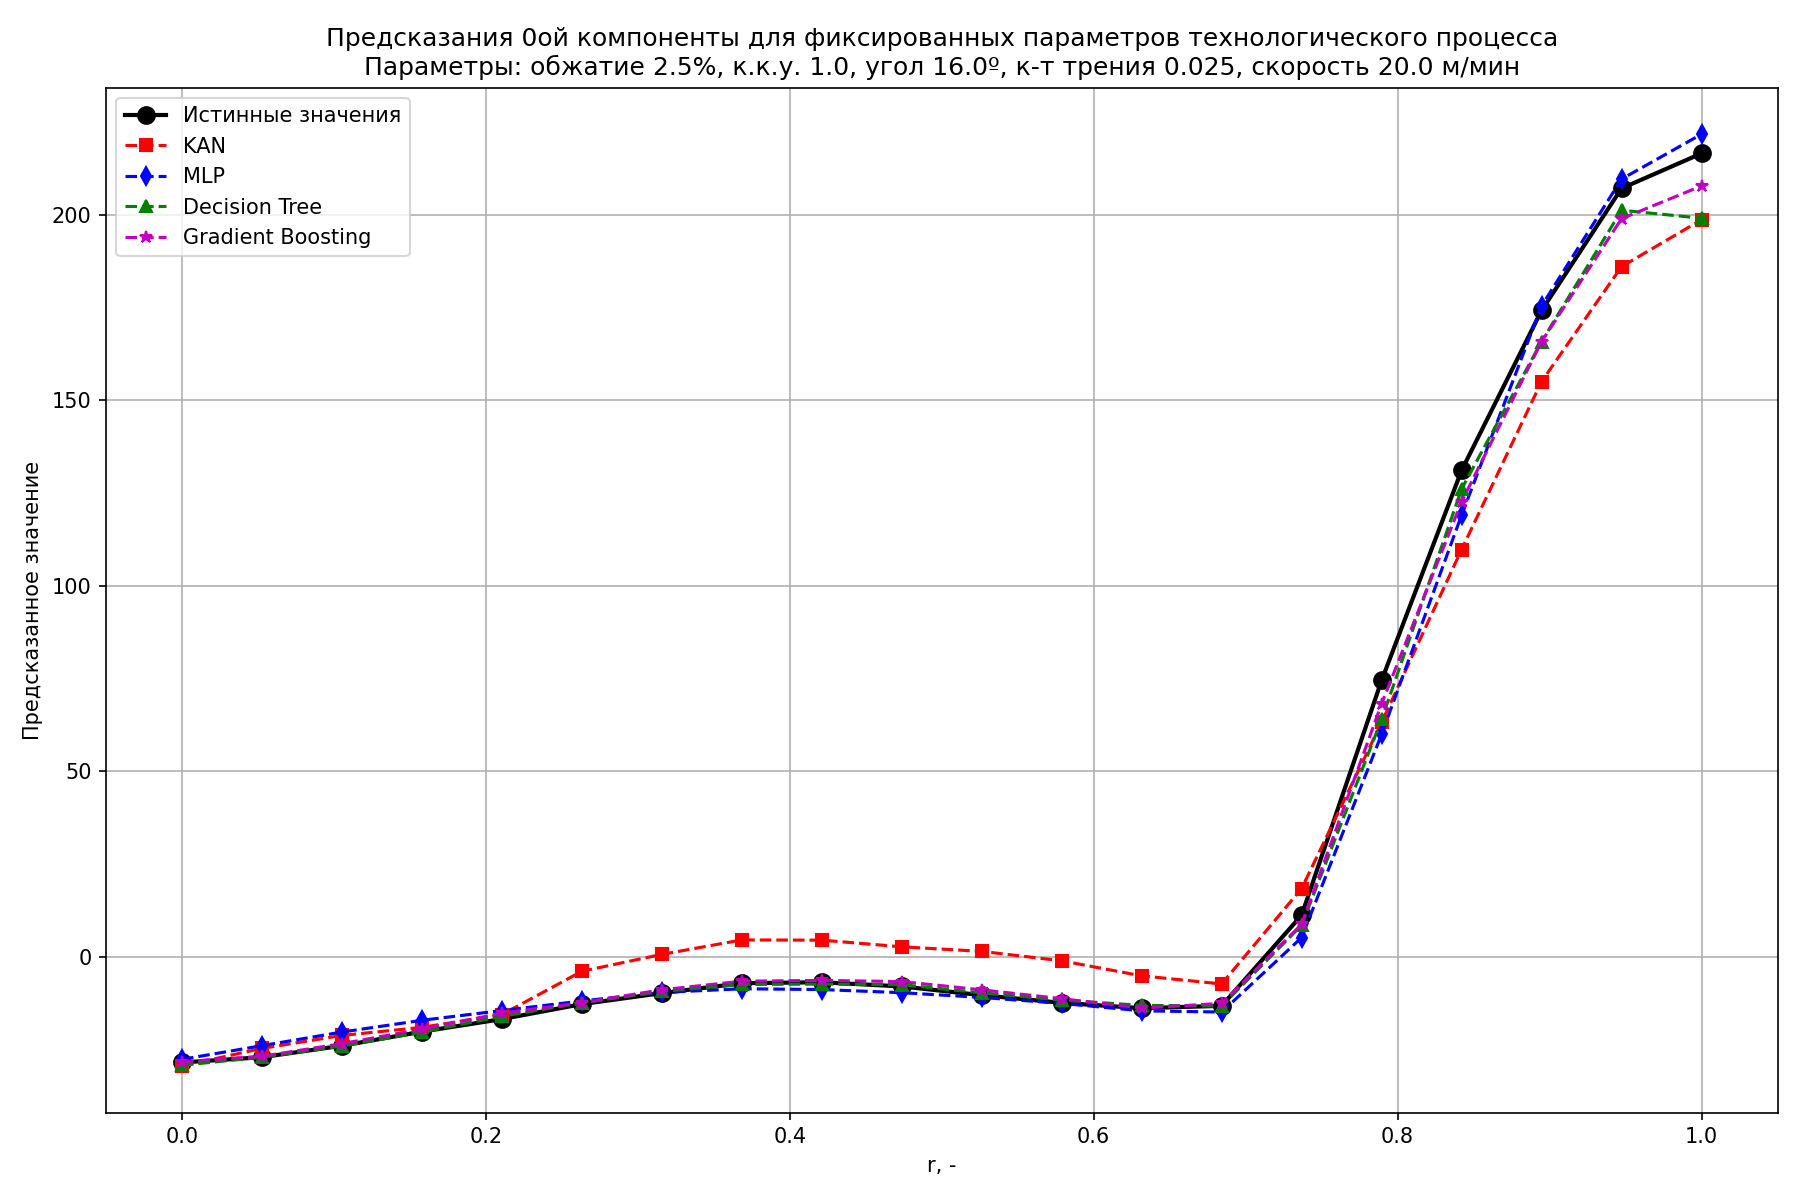 Предсказания 0ой компоненты для фиксированных параметров технологического процесса
Параметры: обжатие 2.5%, к.к.у. 1.0, угол 16.0º, к-т трения 0.025, скорость 20.0 м/мин
Истинные значения
KAN
MLP
Decision Tree
Gradient Boosting
Предсказанное значение
200
150
100
50
0
0.0
0.2
0.4
0.6
0.8
1.0
r, -